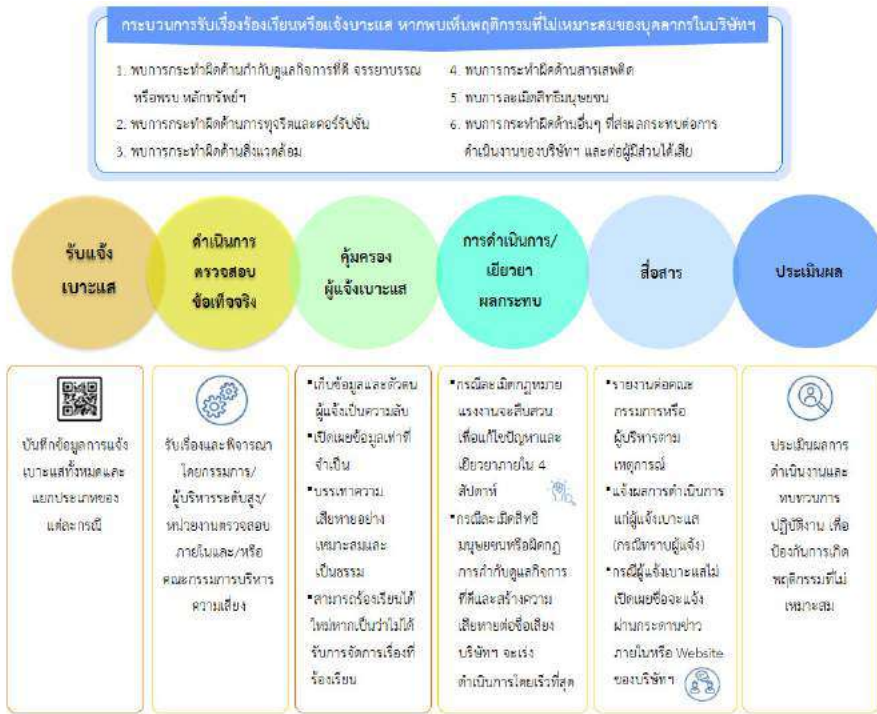 กระบวนการรับเรื่องร้องเรียนหรือแจ้งเบาะแส หากพบเห็นพฤติกรรมที่ไม่เหมาะสมของบุคลากรในบริษัทฯ
1. พบการกระทำผิดด้านกำกับดูแลกิจการที่ดี จรรยาบรรณ
หรือพรบ.หลักทรัพย์ฯ
2. พบการกระทำผิดด้านการทุจริตและคอร์รัปชั่น
3. พบการกระทำผิดด้านสิ่งแวดล้อม
4. พบการกระทำผิดด้านสารเสพติด
5. พบการละเมิดสิทธิมนุษยชน
6. พบการกระทำผิดด้านอื่นๆ ที่ส่งผลกระทบต่อการ
ดำเนินงานของบริษัทฯ และต่อผู้มีส่วนได้เสีย
รับแจ้ง
เบาะแส
ดำเนินการ
ตรวจสอบ
ข้อเท็จจริง
คุ้มครอง
ผู้แจ้งเบาะแส
การดำเนินการ/
เยียวยา
ผลกระทบ
สื่อสาร
ประเมินผล
บันทึกข้อมูลการแจ้ง
เบาะแสทั้งหมดและ
แยกประเภทของ
แต่ละกรณี
รับเรื่องและพิจารณา
โดยกรรมการ/
ผู้บริหารระดับสูง/
หน่วยงานตรวจสอบ
ภายในและ/หรือ
คณะกรรมการบริหาร
ความเสี่ยง
▪เก็บข้อมูลและตัวตน
ผู้แจ้งเป็นความลับ
▪เปิดเผยข้อมูลเท่าที่
จำเป็น
▪บรรเทาความ
เสียหายอย่าง
เหมาะสมและ
เป็นธรรม
▪สามารถร้องเรียนได้
ใหม่หากเป็นว่าไม่ได้
รับการจัดการเรื่องที่
ร้องเรียน
▪กรณีละเมิดกฎหมาย
แรงงานจะสืบสวน
เพื่อแก้ไขปัญหาและ
เยียวยาภายใน 4
สัปดาห์
▪กรณีละเมิดสิทธิ
มนุษยชนหรือผิดกฎ
การกำกับดูแลกิจการ
ที่ดีและสร้างความ
เสียหายต่อชื่อเสียง
บริษัทฯ จะเร่ง
ดำเนินการโดยเร็วที่สุด
▪รายงานต่อคณะ
กรรมการหรือ
ผู้บริหารตาม
เหตุการณ์
▪แจ้งผลการดำเนินการ
แก่ผู้แจ้งเบาะแส
(กรณีทราบผู้แจ้ง)
▪กรณีผู้แจ้งเบาะแสไม่
เปิดเผยชื่อจะแจ้ง
ผ่านกระดานข่าว
ภายในหรือ Website
ของบริษัทฯ
ประเมินผลการ
ดำเนินงานและ
ทบทวนการ
ปฏิบัติงาน เพื่อ
ป้องกันการเกิด
พฤติกรรมที่ไม่
เหมาะสม